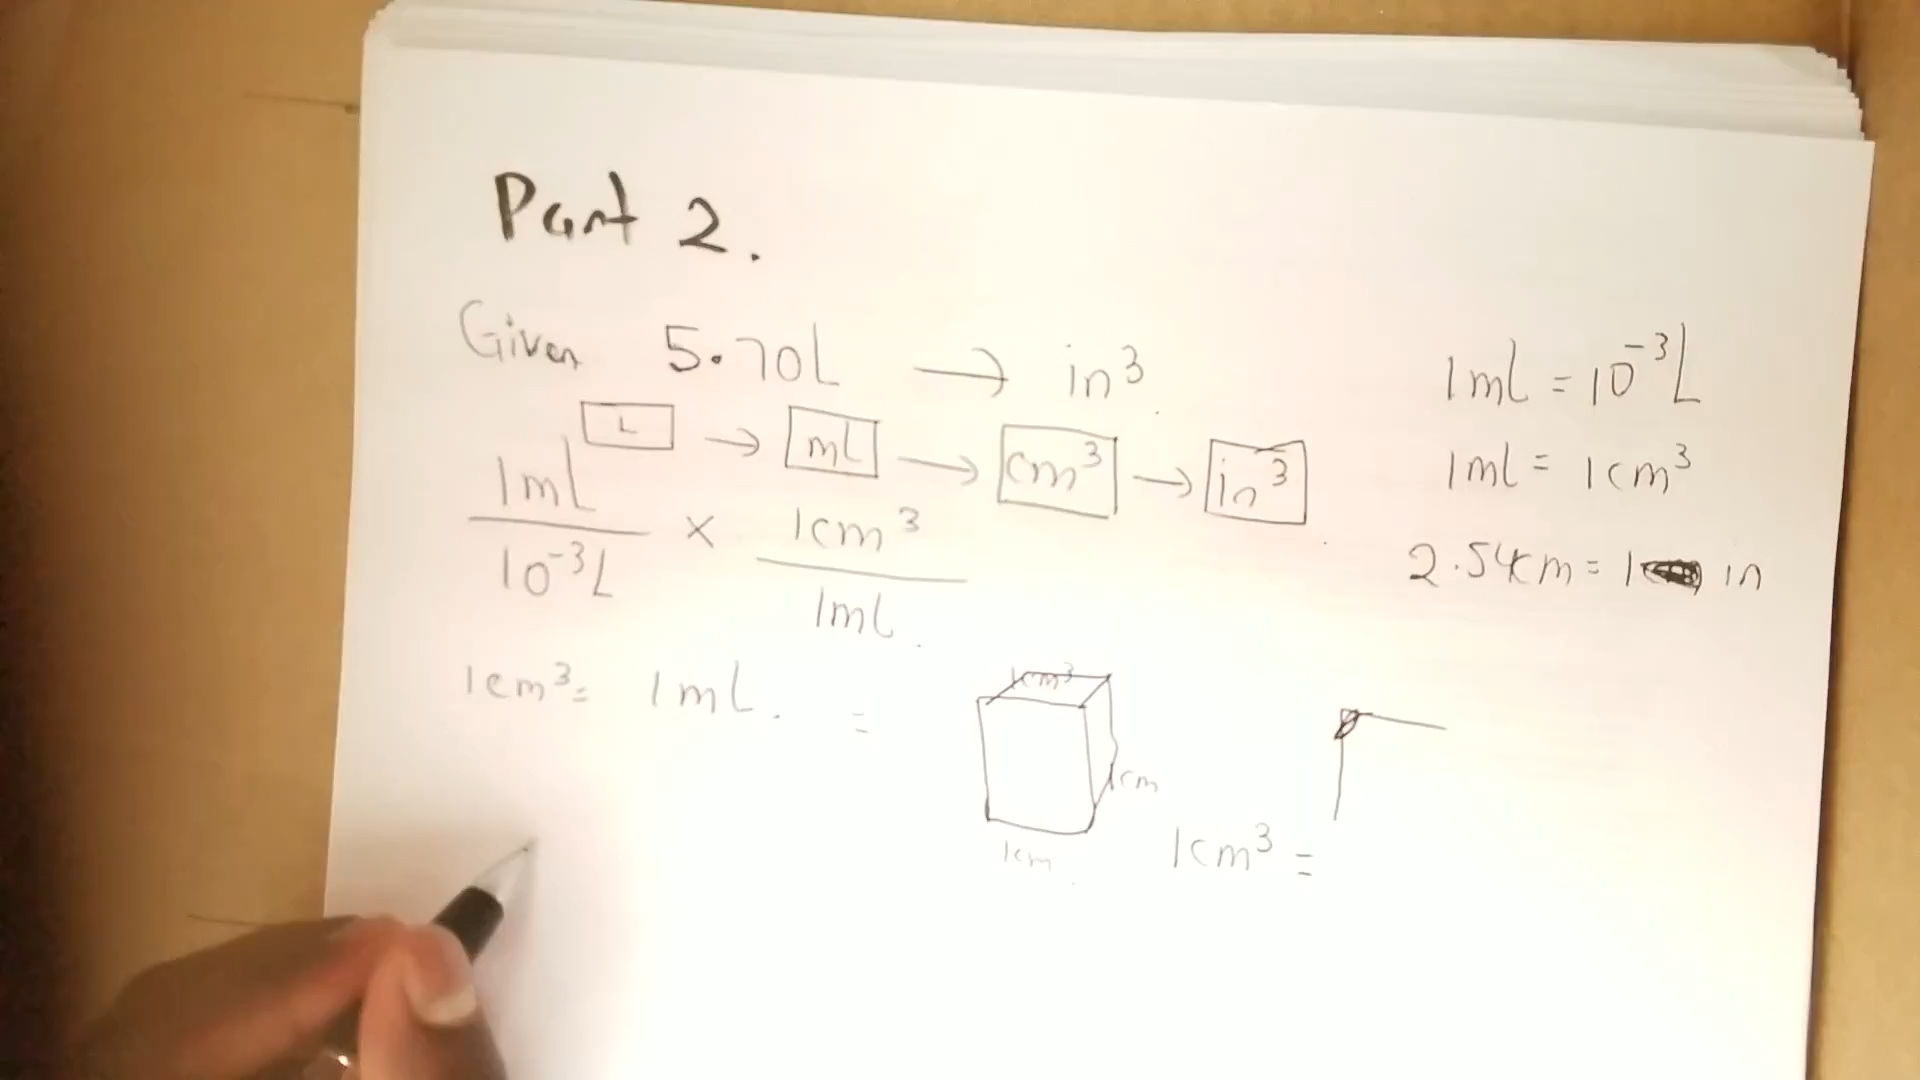 Part 2.
Given 5.70L → in³
L → mL → cm³ → in³
1mL / 10⁻³L × 1cm³ / 1mL
1cm³ = 1mL. =
1cm³
1cm
1cm
1cm³ =
1mL = 10⁻³L
1mL = 1cm³
2.54cm = 1 in